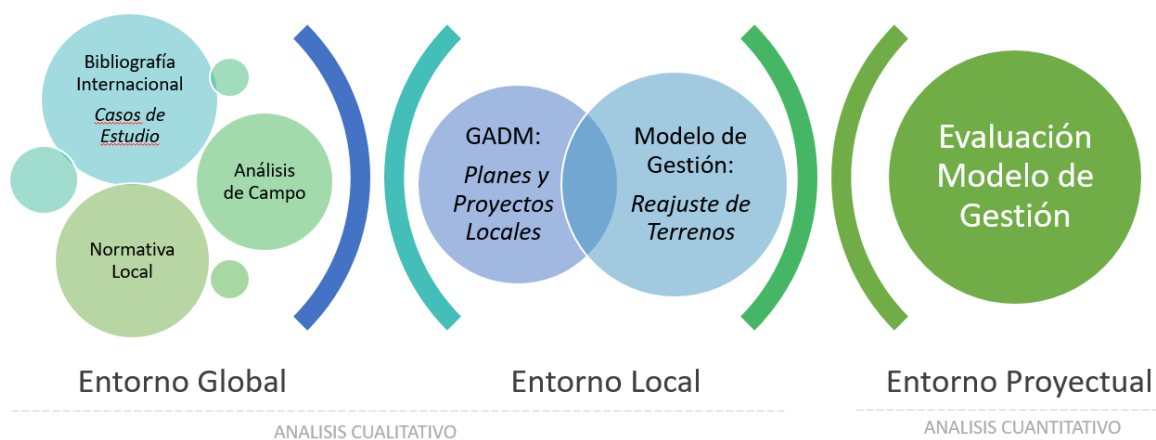 Bibliografía
Internacional
Casos de
Estudio
Análisis
de Campo
Normativa
Local
GADM:
Planes y
Proyectos
Locales
Modelo de
Gestión:
Reajuste de
Terrenos
Evaluación
Modelo de
Gestión
Entorno Global
Entorno Local
Entorno Proyectual
ANALISIS CUALITATIVO
ANALISIS CUANTITATIVO